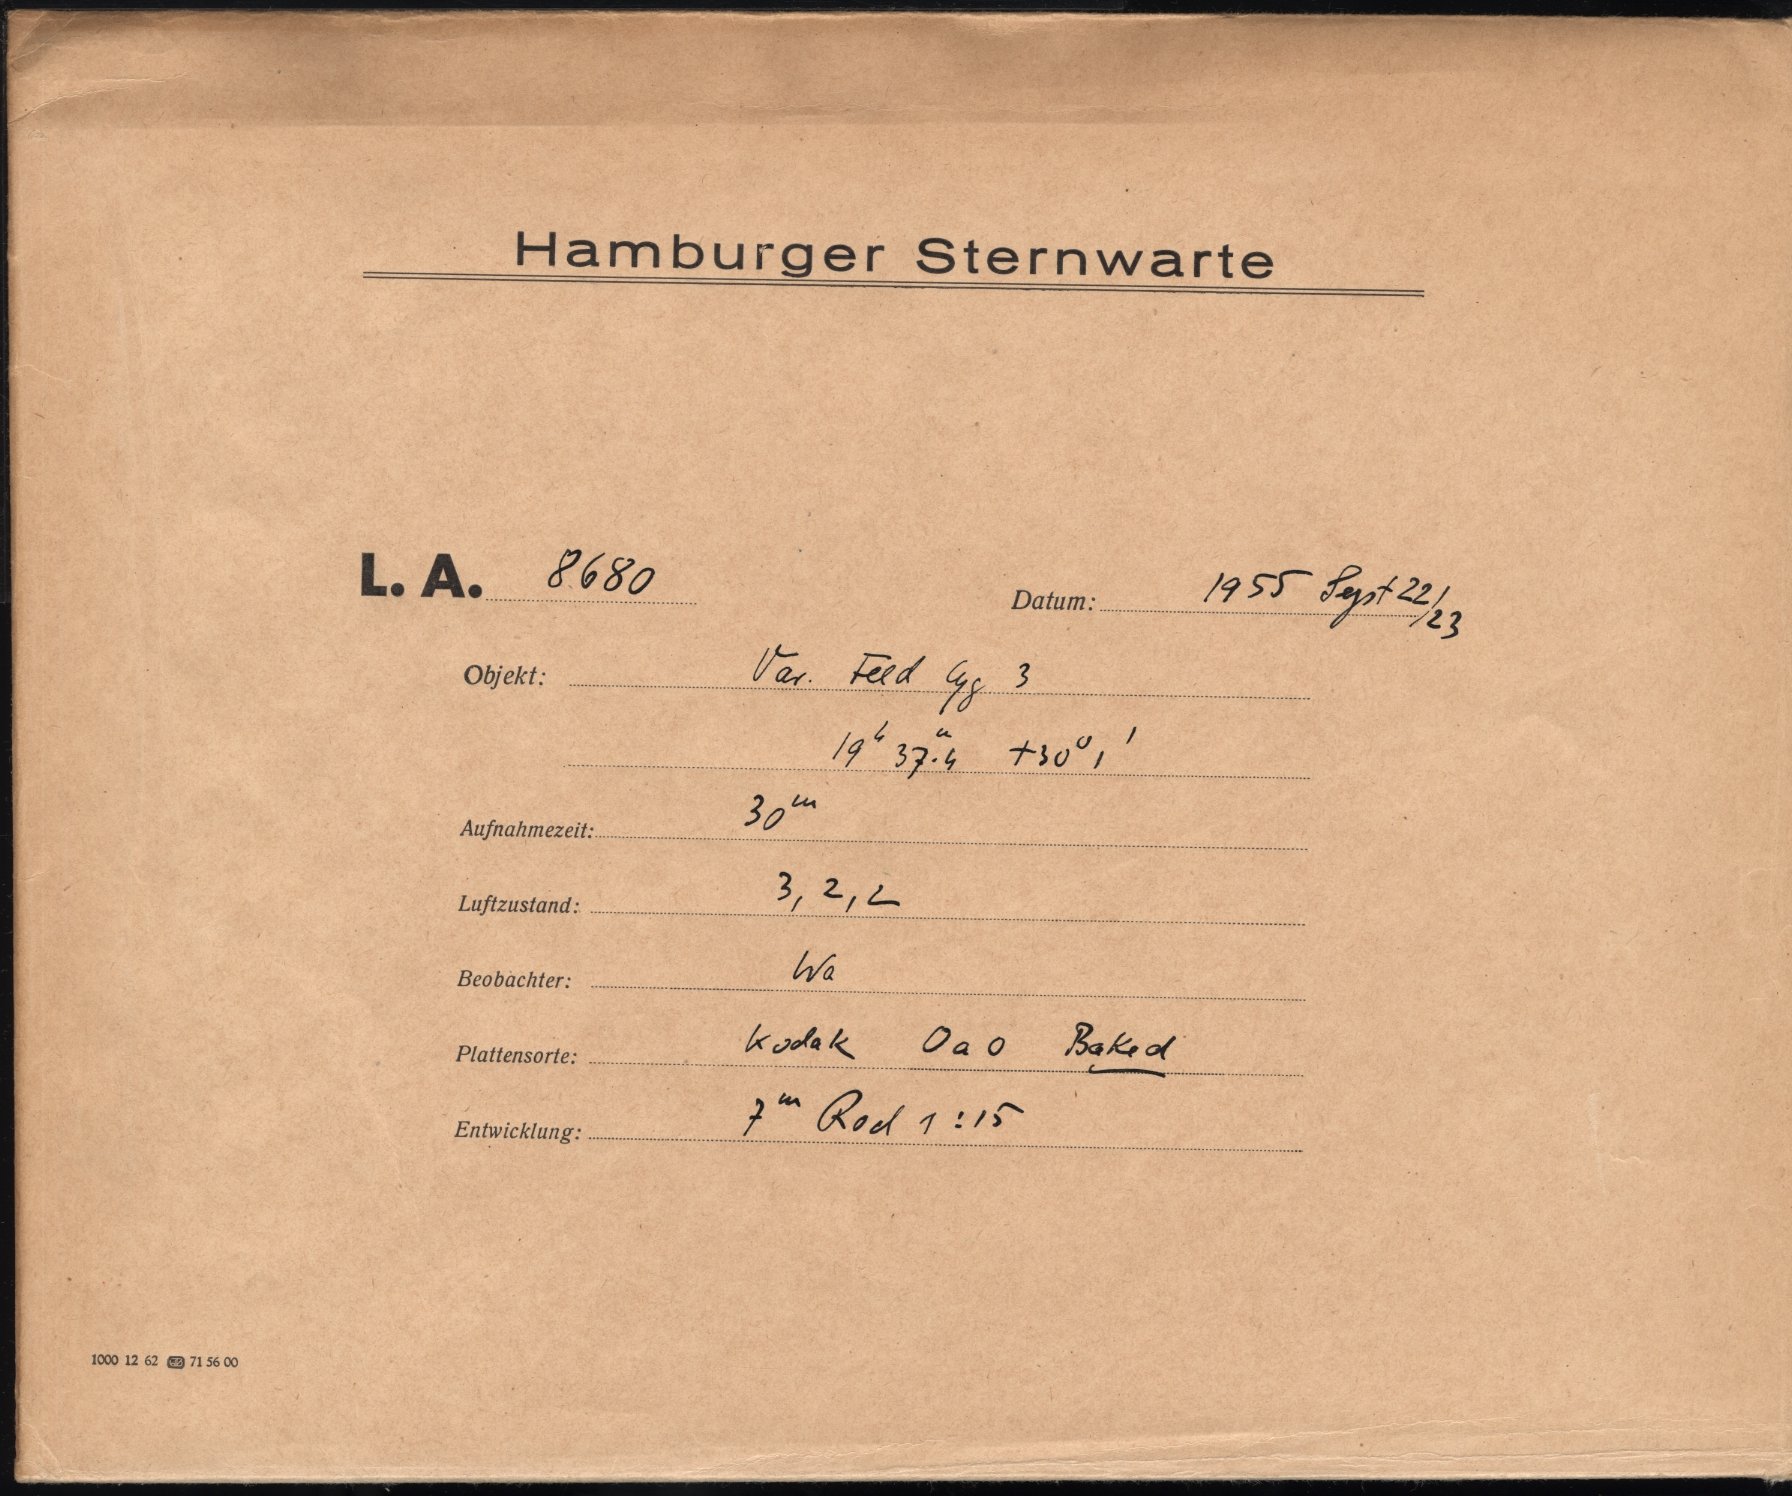 Hamburger Sternwarte
L. A. 8680 Datum: 1955 Sept 22/23
Objekt: Var. Feld Cyg 3
19ʰ 37ᵐ.4 +30° 1'
Aufnahmezeit: 30ᵐ
Luftzustand: 3, 2, 2
Beobachter: Wa
Plattensorte: Kodak OaO Baked
Entwicklung: 7ᵐ Rod 1:15
1000 12 62 71 56 00